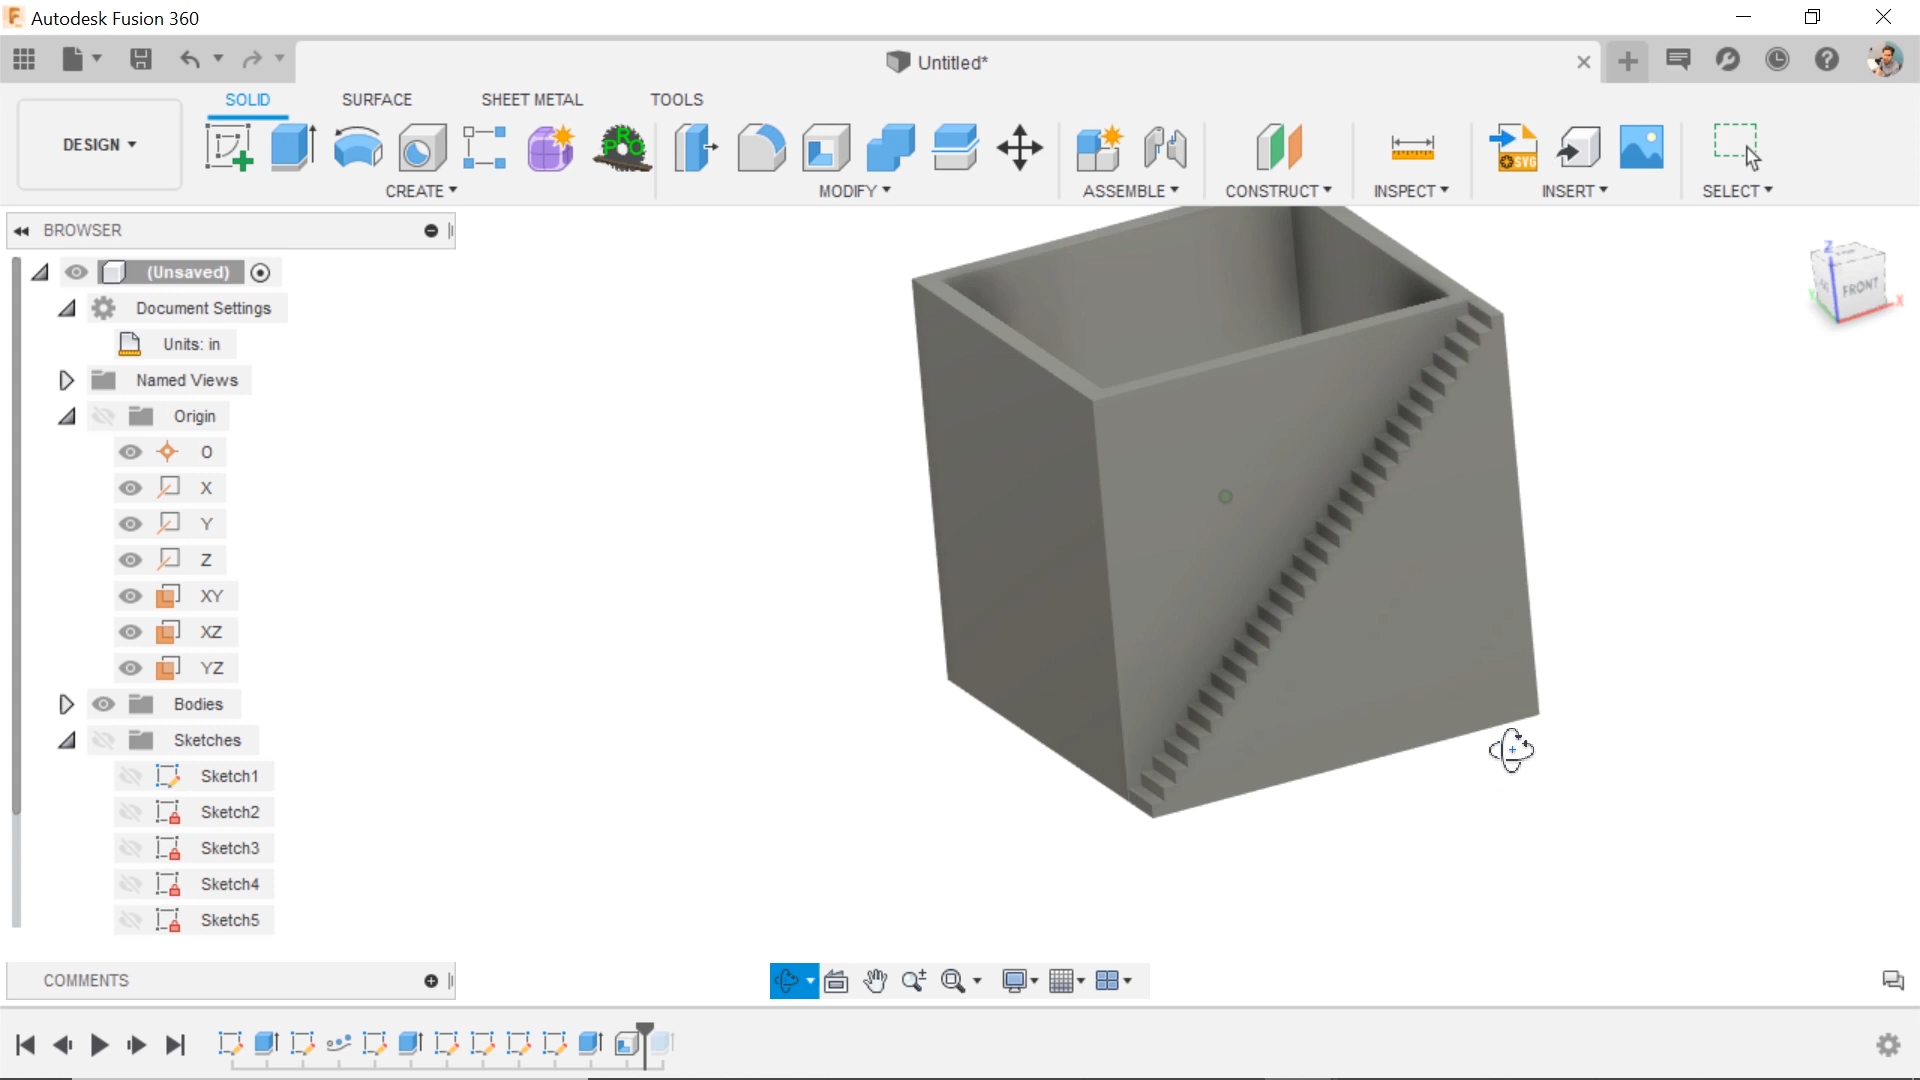 Autodesk Fusion 360
Untitled*
SOLID
SURFACE
SHEET METAL
TOOLS
DESIGN
CREATE
MODIFY
ASSEMBLE
CONSTRUCT
INSPECT
INSERT
SELECT
PRO
SVG
BROWSER
(Unsaved)
Document Settings
Units: in
Named Views
Origin
O
X
Y
Z
XY
XZ
YZ
Bodies
Sketches
Sketch1
Sketch2
Sketch3
Sketch4
Sketch5
Z
FRONT
X
COMMENTS